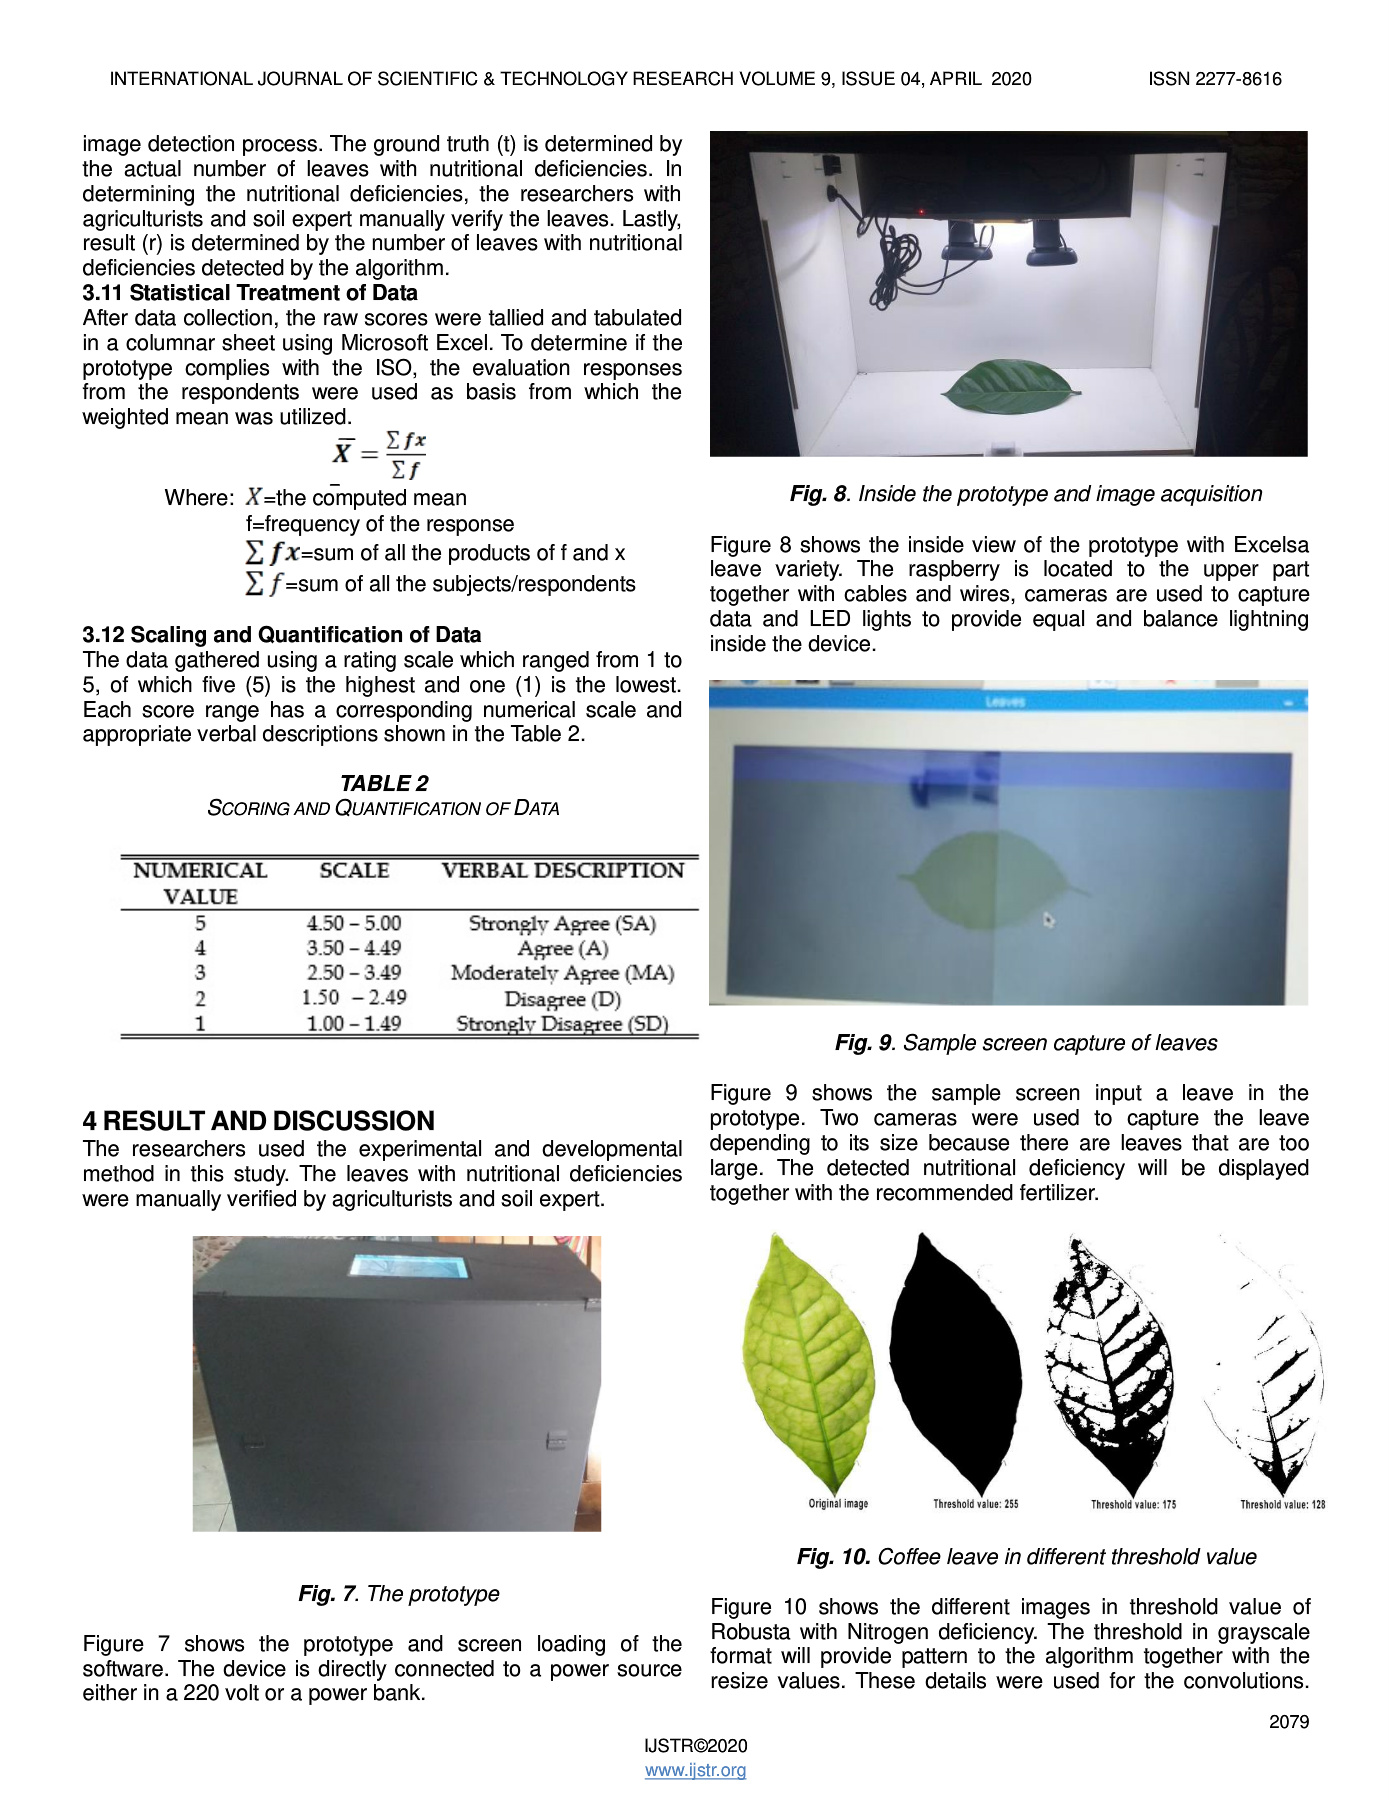 INTERNATIONAL JOURNAL OF SCIENTIFIC & TECHNOLOGY RESEARCH VOLUME 9, ISSUE 04, APRIL 2020 ISSN 2277-8616
image detection process. The ground truth (t) is determined by
the actual number of leaves with nutritional deficiencies. In
determining the nutritional deficiencies, the researchers with
agriculturists and soil expert manually verify the leaves. Lastly,
result (r) is determined by the number of leaves with nutritional
deficiencies detected by the algorithm.
3.11 Statistical Treatment of Data
After data collection, the raw scores were tallied and tabulated
in a columnar sheet using Microsoft Excel. To determine if the
prototype complies with the ISO, the evaluation responses
from the respondents were used as basis from which the
weighted mean was utilized.
X̅ = ∑ fx / ∑ f
Where: X̅=the computed mean
f=frequency of the response
∑ fx=sum of all the products of f and x
∑ f=sum of all the subjects/respondents
3.12 Scaling and Quantification of Data
The data gathered using a rating scale which ranged from 1 to
5, of which five (5) is the highest and one (1) is the lowest.
Each score range has a corresponding numerical scale and
appropriate verbal descriptions shown in the Table 2.
TABLE 2
SCORING AND QUANTIFICATION OF DATA
NUMERICAL SCALE VERBAL DESCRIPTION
VALUE
5 4.50 – 5.00 Strongly Agree (SA)
4 3.50 – 4.49 Agree (A)
3 2.50 – 3.49 Moderately Agree (MA)
2 1.50 – 2.49 Disagree (D)
1 1.00 – 1.49 Strongly Disagree (SD)
4 RESULT AND DISCUSSION
The researchers used the experimental and developmental
method in this study. The leaves with nutritional deficiencies
were manually verified by agriculturists and soil expert.
Fig. 7. The prototype
Figure 7 shows the prototype and screen loading of the
software. The device is directly connected to a power source
either in a 220 volt or a power bank.
Fig. 8. Inside the prototype and image acquisition
Figure 8 shows the inside view of the prototype with Excelsa
leave variety. The raspberry is located to the upper part
together with cables and wires, cameras are used to capture
data and LED lights to provide equal and balance lightning
inside the device.
Leaves
Fig. 9. Sample screen capture of leaves
Figure 9 shows the sample screen input a leave in the
prototype. Two cameras were used to capture the leave
depending to its size because there are leaves that are too
large. The detected nutritional deficiency will be displayed
together with the recommended fertilizer.
Original image Threshold value: 255 Threshold value: 175 Threshold value: 128
Fig. 10. Coffee leave in different threshold value
Figure 10 shows the different images in threshold value of
Robusta with Nitrogen deficiency. The threshold in grayscale
format will provide pattern to the algorithm together with the
resize values. These details were used for the convolutions.
2079
IJSTR©2020
www.ijstr.org